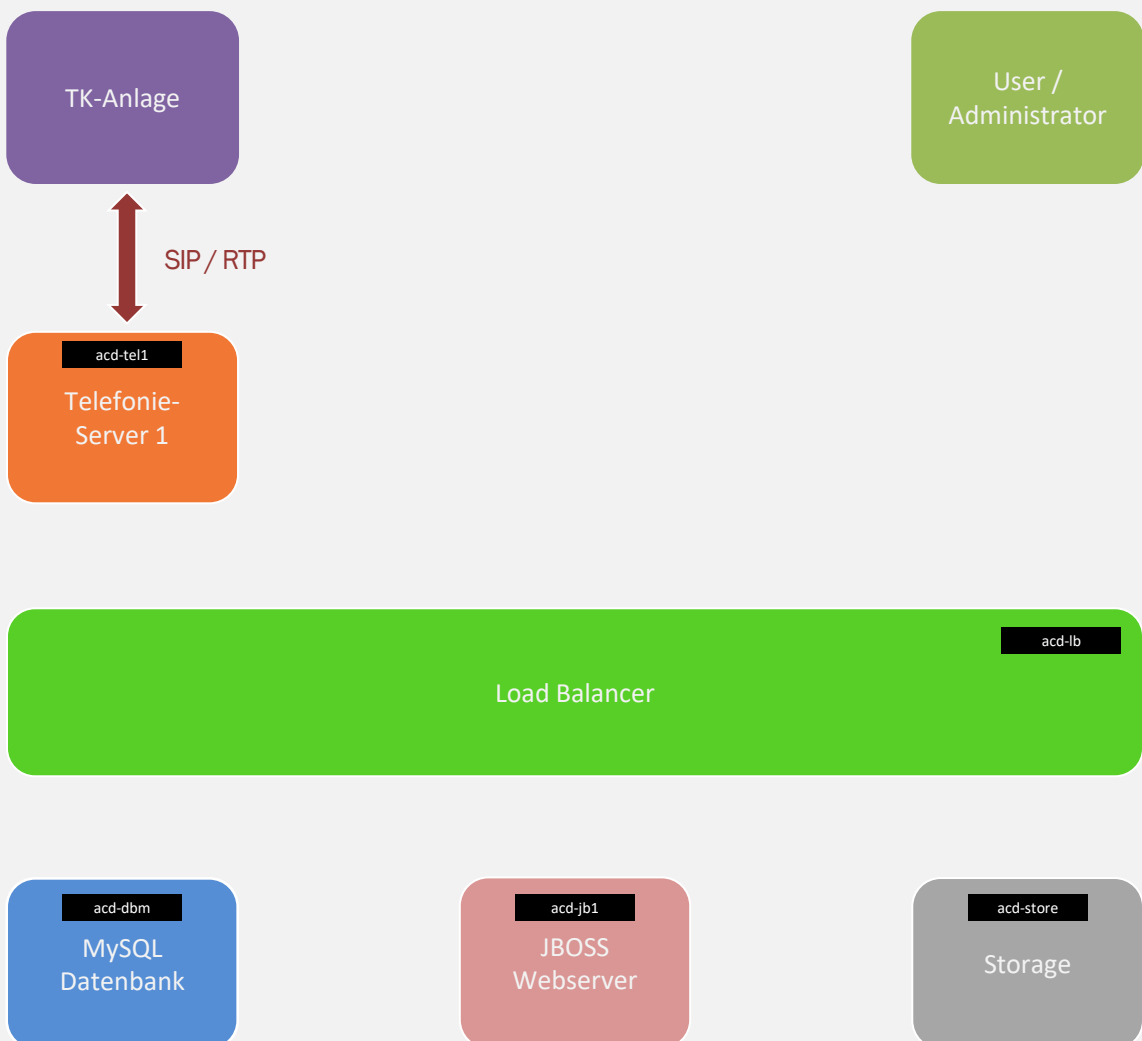 TK-Anlage
User /
Administrator
SIP / RTP
acd-tel1
Telefonie-
Server 1
acd-lb
Load Balancer
acd-dbm
MySQL
Datenbank
acd-jb1
JBOSS
Webserver
acd-store
Storage